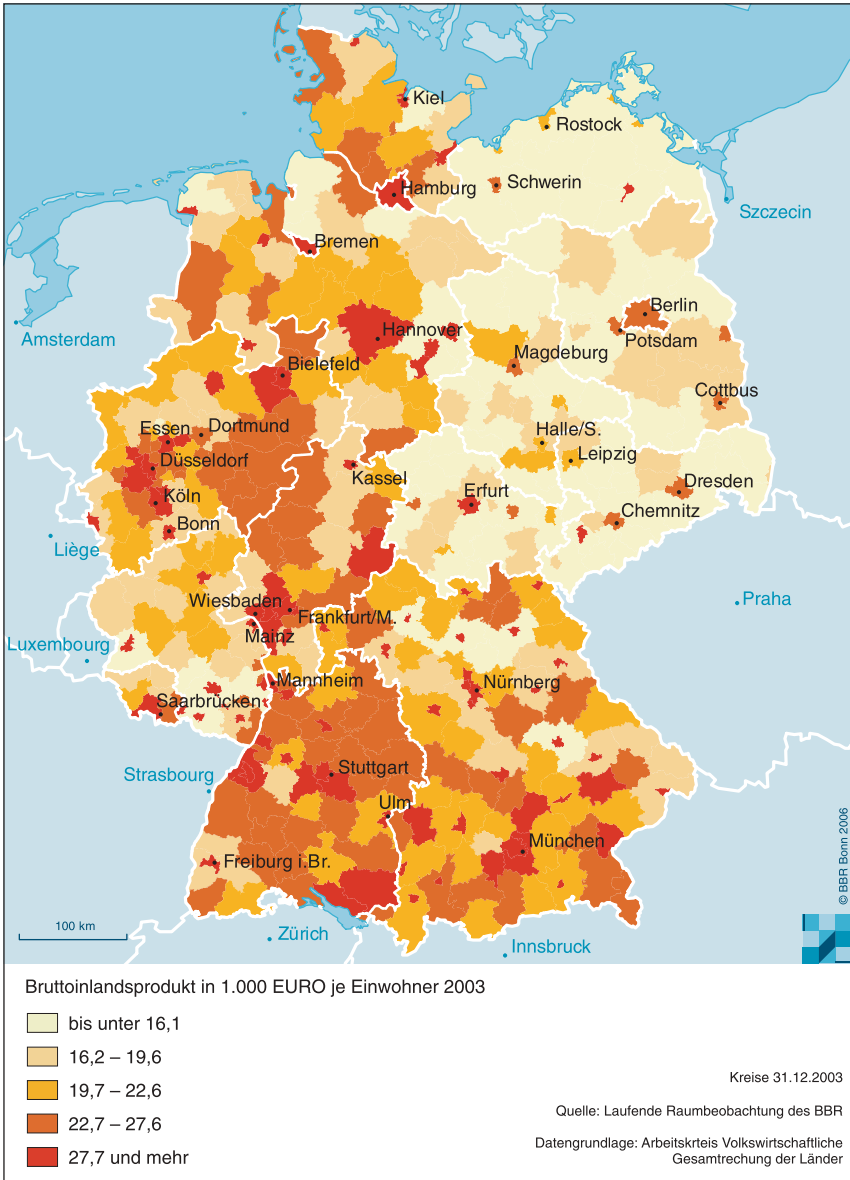 Kiel
Rostock
Hamburg
Schwerin
Szczecin
Bremen
Berlin
Amsterdam
Hannover
Potsdam
Magdeburg
Bielefeld
Cottbus
Essen
Dortmund
Halle/S.
Leipzig
Düsseldorf
Kassel
Dresden
Köln
Erfurt
Chemnitz
Bonn
Liège
Wiesbaden
Praha
Frankfurt/M.
Mainz
Luxembourg
Mannheim
Nürnberg
Saarbrücken
Strasbourg
Stuttgart
Ulm
München
Freiburg i.Br.
© BBR Bonn 2006
100 km
Zürich
Innsbruck
Bruttoinlandsprodukt in 1.000 EURO je Einwohner 2003
bis unter 16,1
16,2 – 19,6
19,7 – 22,6
22,7 – 27,6
27,7 und mehr
Kreise 31.12.2003
Quelle: Laufende Raumbeobachtung des BBR
Datengrundlage: Arbeitskrteis Volkswirtschaftliche
Gesamtrechung der Länder